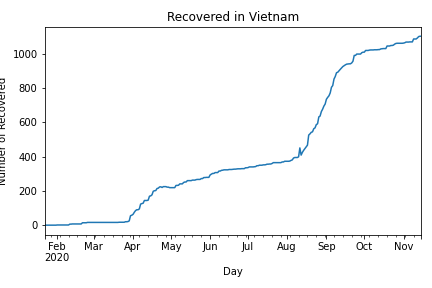 Recovered in Vietnam
Number of Recovered
1000
800
600
400
200
0
Feb Mar Apr May Jun Jul Aug Sep Oct Nov
2020
Day